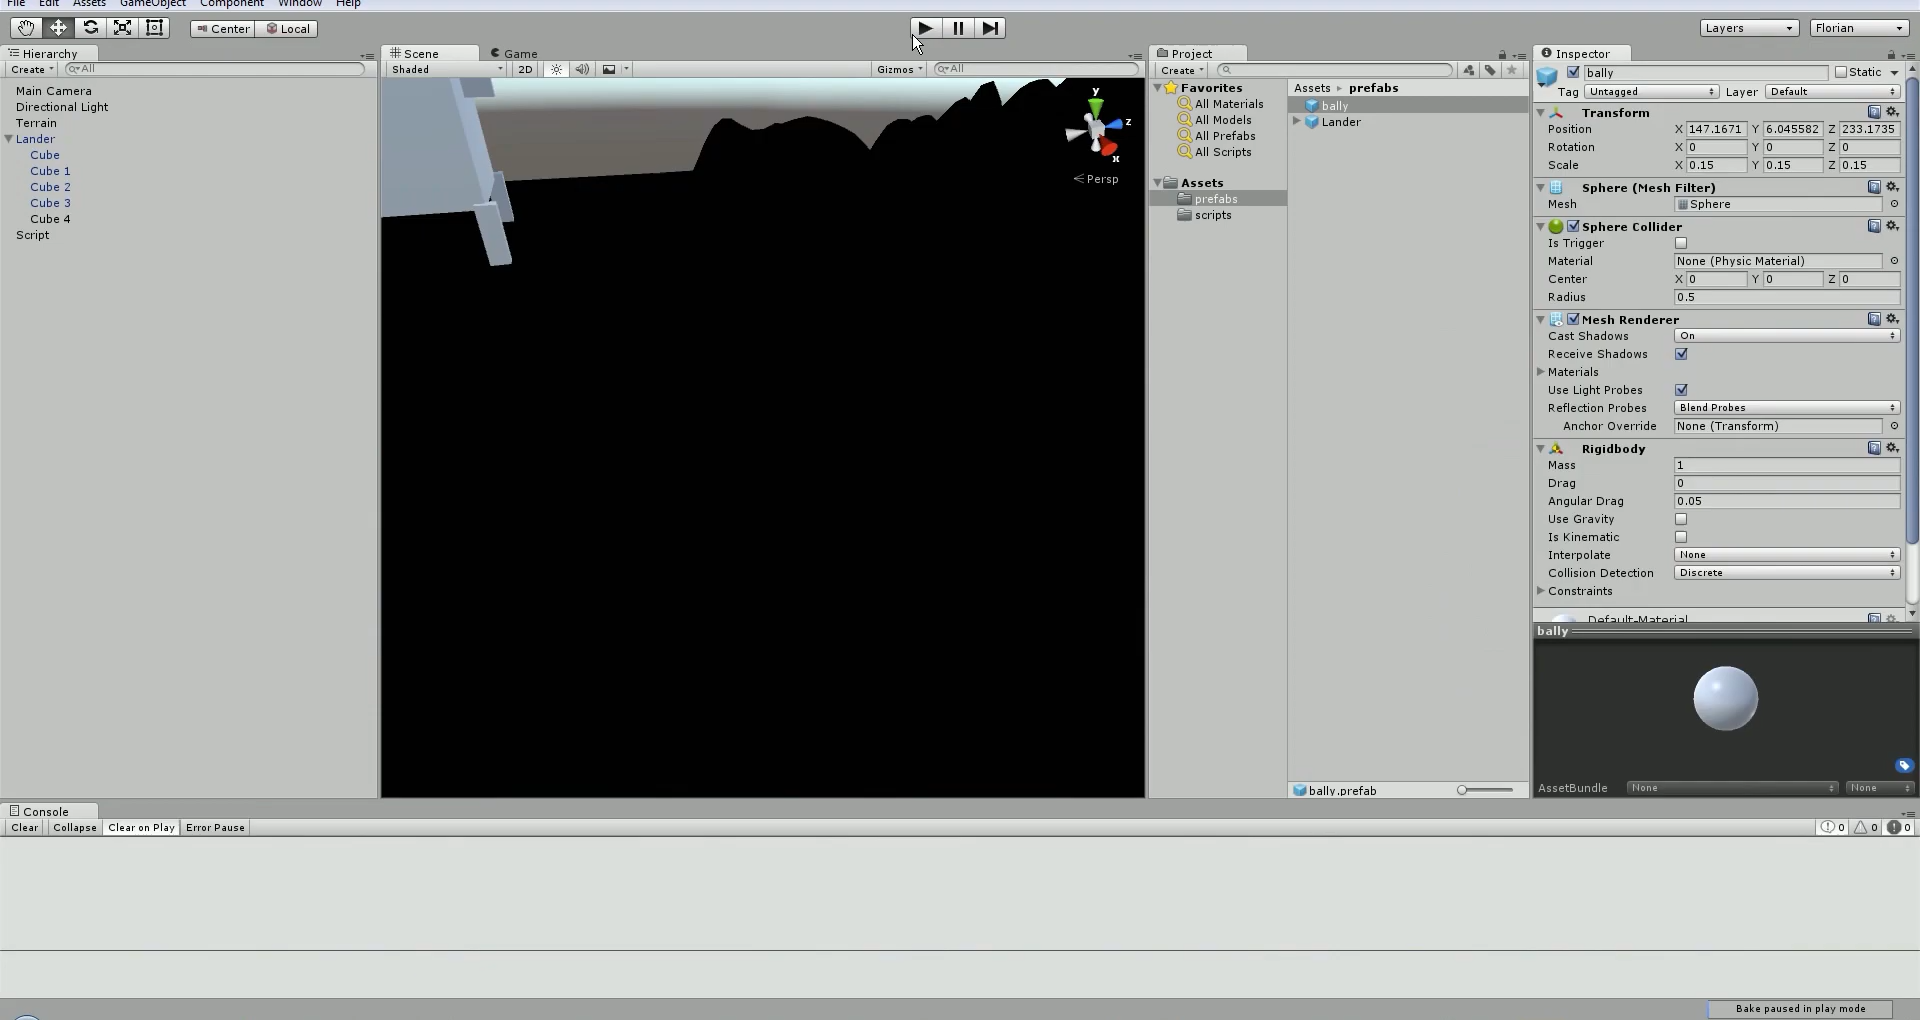 File Edit Assets GameObject Component Window Help
Center Local Layers Florian
Hierarchy
Create All
Main Camera
Directional Light
Terrain
Lander
Cube
Cube 1
Cube 2
Cube 3
Cube 4
Script
Scene Game
Shaded 2D Gizmos All
y
z
x
Persp
Project
Create
Favorites
All Materials
All Models
All Prefabs
All Scripts
Assets
prefabs
scripts
Assets prefabs
bally
Lander
bally.prefab
Inspector
bally Static
Tag Untagged Layer Default
Transform
Position X 147.1671 Y 6.045582 Z 233.1735
Rotation X 0 Y 0 Z 0
Scale X 0.15 Y 0.15 Z 0.15
Sphere (Mesh Filter)
Mesh Sphere
Sphere Collider
Is Trigger
Material None (Physic Material)
Center X 0 Y 0 Z 0
Radius 0.5
Mesh Renderer
Cast Shadows On
Receive Shadows
Materials
Use Light Probes
Reflection Probes Blend Probes
Anchor Override None (Transform)
Rigidbody
Mass 1
Drag 0
Angular Drag 0.05
Use Gravity
Is Kinematic
Interpolate None
Collision Detection Discrete
Constraints
Default-Material
bally
AssetBundle None None
Console
Clear Collapse Clear on Play Error Pause 0 0 0
Bake paused in play mode